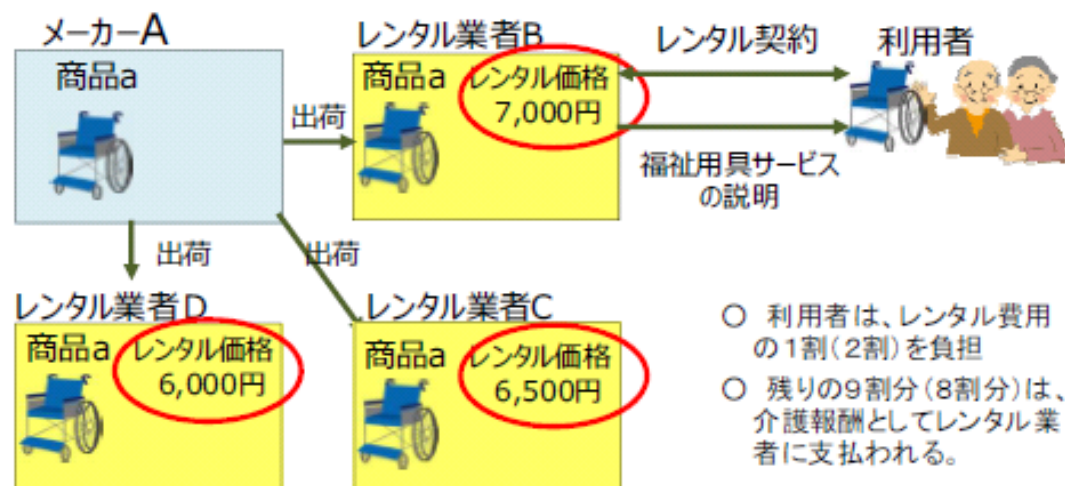 メーカーA
商品a
出荷
レンタル業者B
商品a
レンタル価格
7,000円
レンタル契約
利用者
福祉用具サービス
の説明
出荷
出荷
レンタル業者D
商品a
レンタル価格
6,000円
レンタル業者C
商品a
レンタル価格
6,500円
○ 利用者は、レンタル費用
の1割(2割)を負担
○ 残りの9割分(8割分)は、
介護報酬としてレンタル業
者に支払われる。